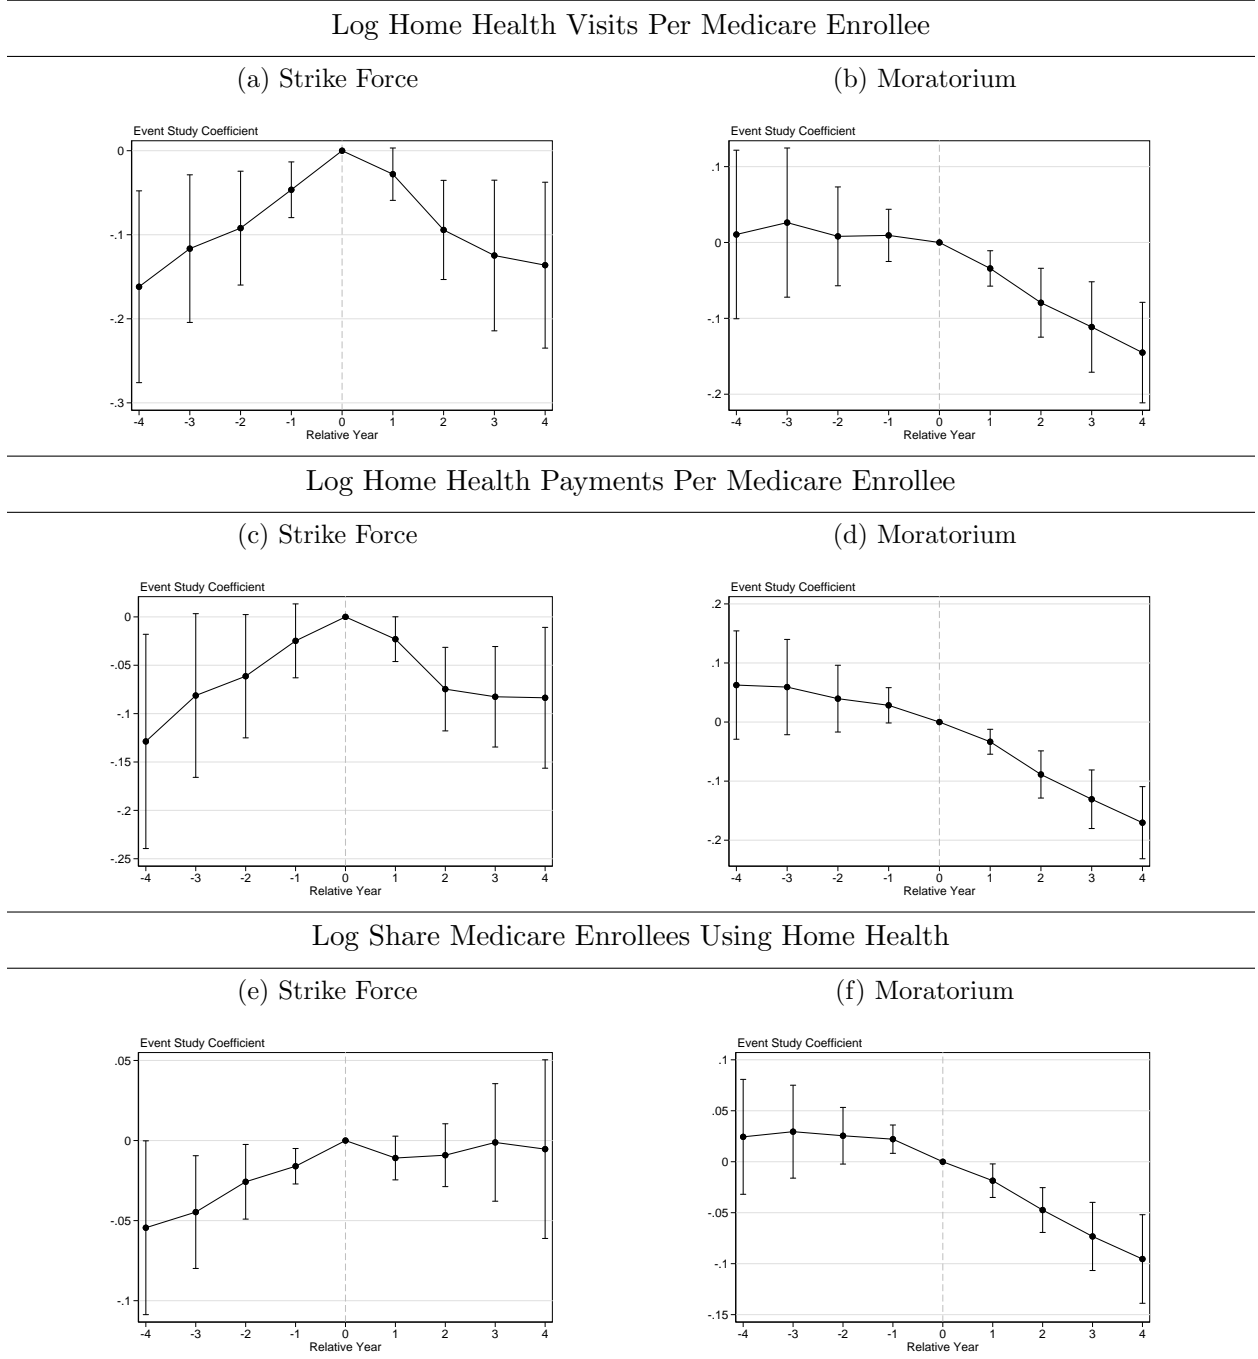 Log Home Health Visits Per Medicare Enrollee
(a) Strike Force
(b) Moratorium
Event Study Coefficient
0
-.1
-.2
-.3
-4 -3 -2 -1 0 1 2 3 4
Relative Year
Event Study Coefficient
.1
0
-.1
-.2
-4 -3 -2 -1 0 1 2 3 4
Relative Year
Log Home Health Payments Per Medicare Enrollee
(c) Strike Force
(d) Moratorium
Event Study Coefficient
0
-.05
-.1
-.15
-.2
-.25
-4 -3 -2 -1 0 1 2 3 4
Relative Year
Event Study Coefficient
.2
.1
0
-.1
-.2
-4 -3 -2 -1 0 1 2 3 4
Relative Year
Log Share Medicare Enrollees Using Home Health
(e) Strike Force
(f) Moratorium
Event Study Coefficient
.05
0
-.05
-.1
-4 -3 -2 -1 0 1 2 3 4
Relative Year
Event Study Coefficient
.1
.05
0
-.05
-.1
-.15
-4 -3 -2 -1 0 1 2 3 4
Relative Year